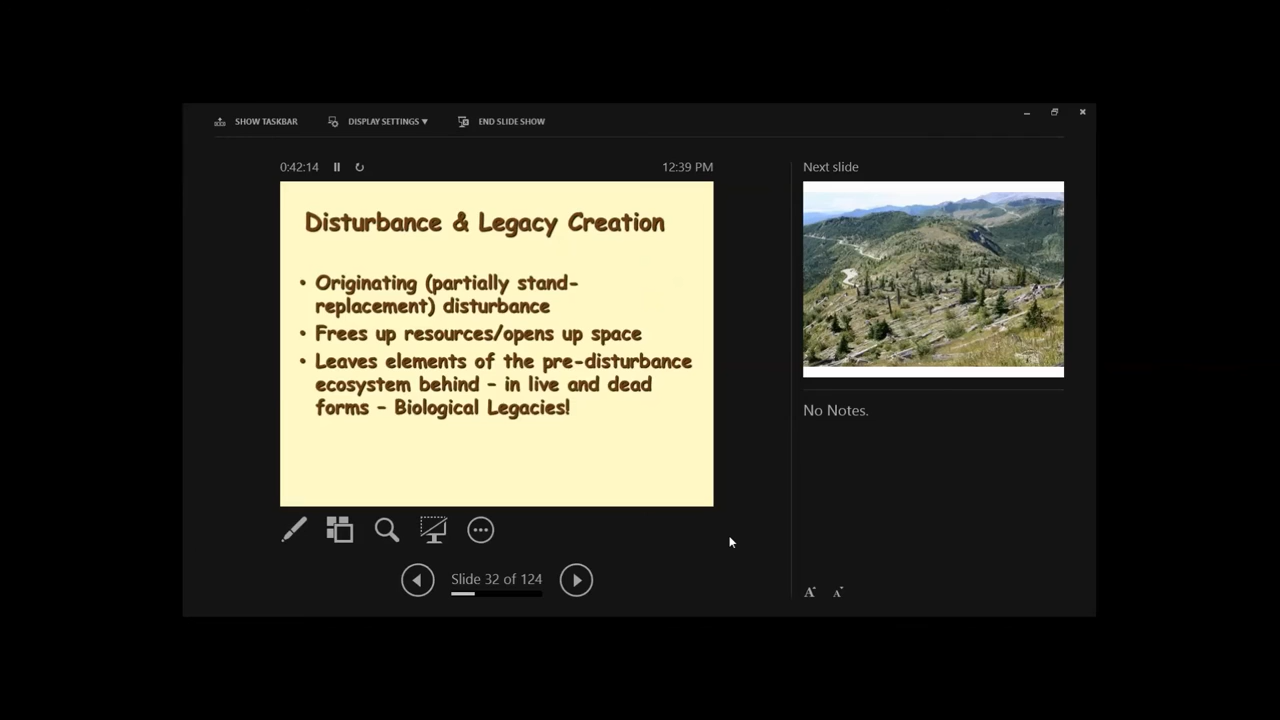 SHOW TASKBAR
DISPLAY SETTINGS ▼
END SLIDE SHOW
0:42:14
12:39 PM
Next slide
Disturbance & Legacy Creation
• Originating (partially stand-
replacement) disturbance
• Frees up resources/opens up space
• Leaves elements of the pre-disturbance
ecosystem behind – in live and dead
forms – Biological Legacies!
No Notes.
Slide 32 of 124
A A